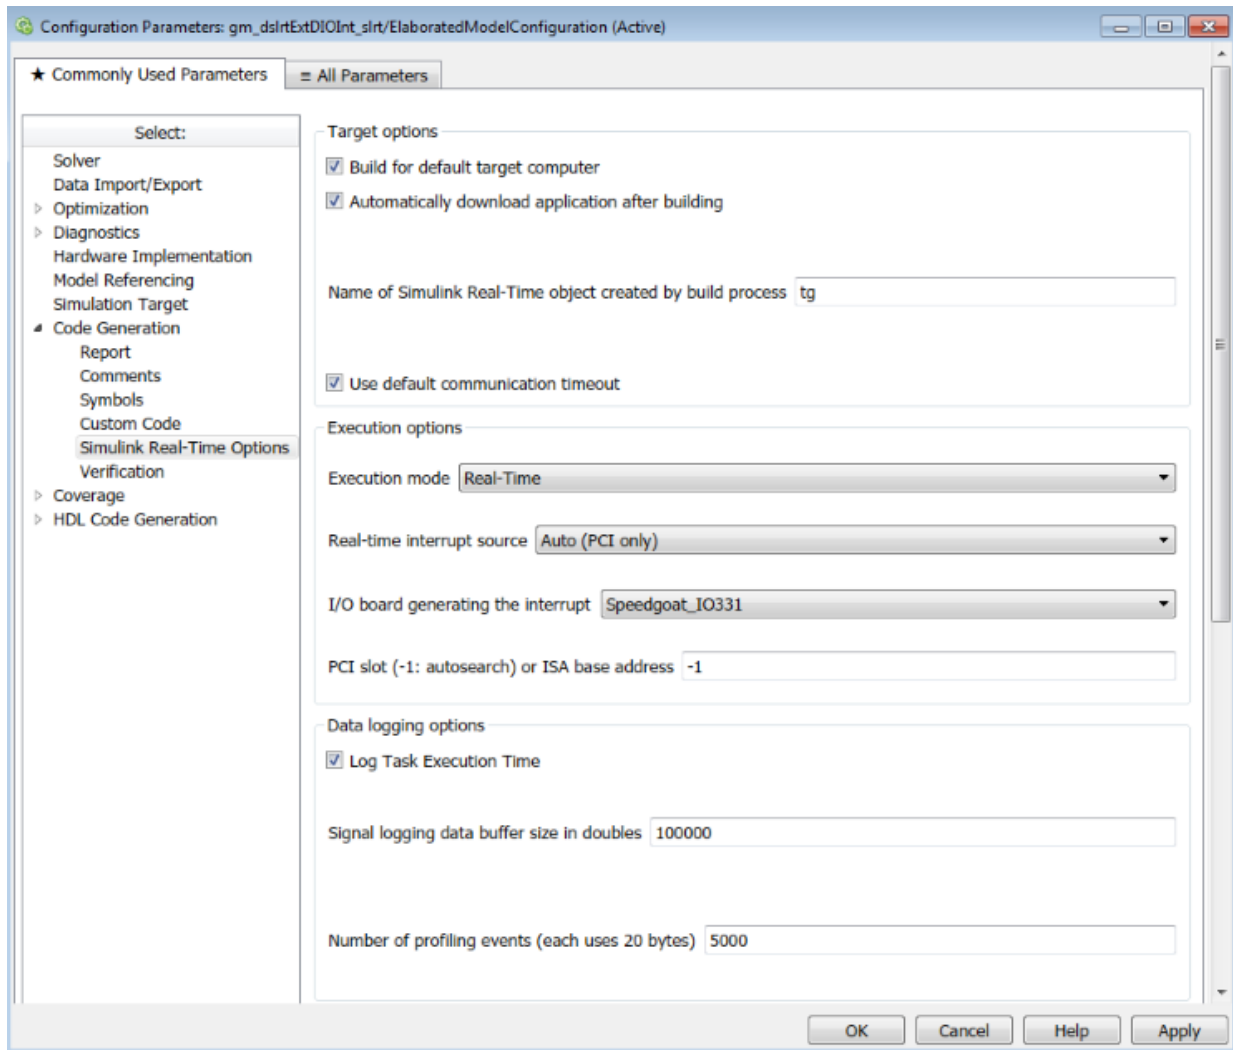 Configuration Parameters: gm_dslrtExtDIOInt_slrt/ElaboratedModelConfiguration (Active)
★ Commonly Used Parameters
≡ All Parameters
Select:
Solver
Data Import/Export
Optimization
Diagnostics
Hardware Implementation
Model Referencing
Simulation Target
Code Generation
Report
Comments
Symbols
Custom Code
Simulink Real-Time Options
Verification
Coverage
HDL Code Generation
Target options
Build for default target computer
Automatically download application after building
Name of Simulink Real-Time object created by build process tg
Use default communication timeout
Execution options
Execution mode Real-Time
Real-time interrupt source Auto (PCI only)
I/O board generating the interrupt Speedgoat_IO331
PCI slot (-1: autosearch) or ISA base address -1
Data logging options
Log Task Execution Time
Signal logging data buffer size in doubles 100000
Number of profiling events (each uses 20 bytes) 5000
OK Cancel Help Apply